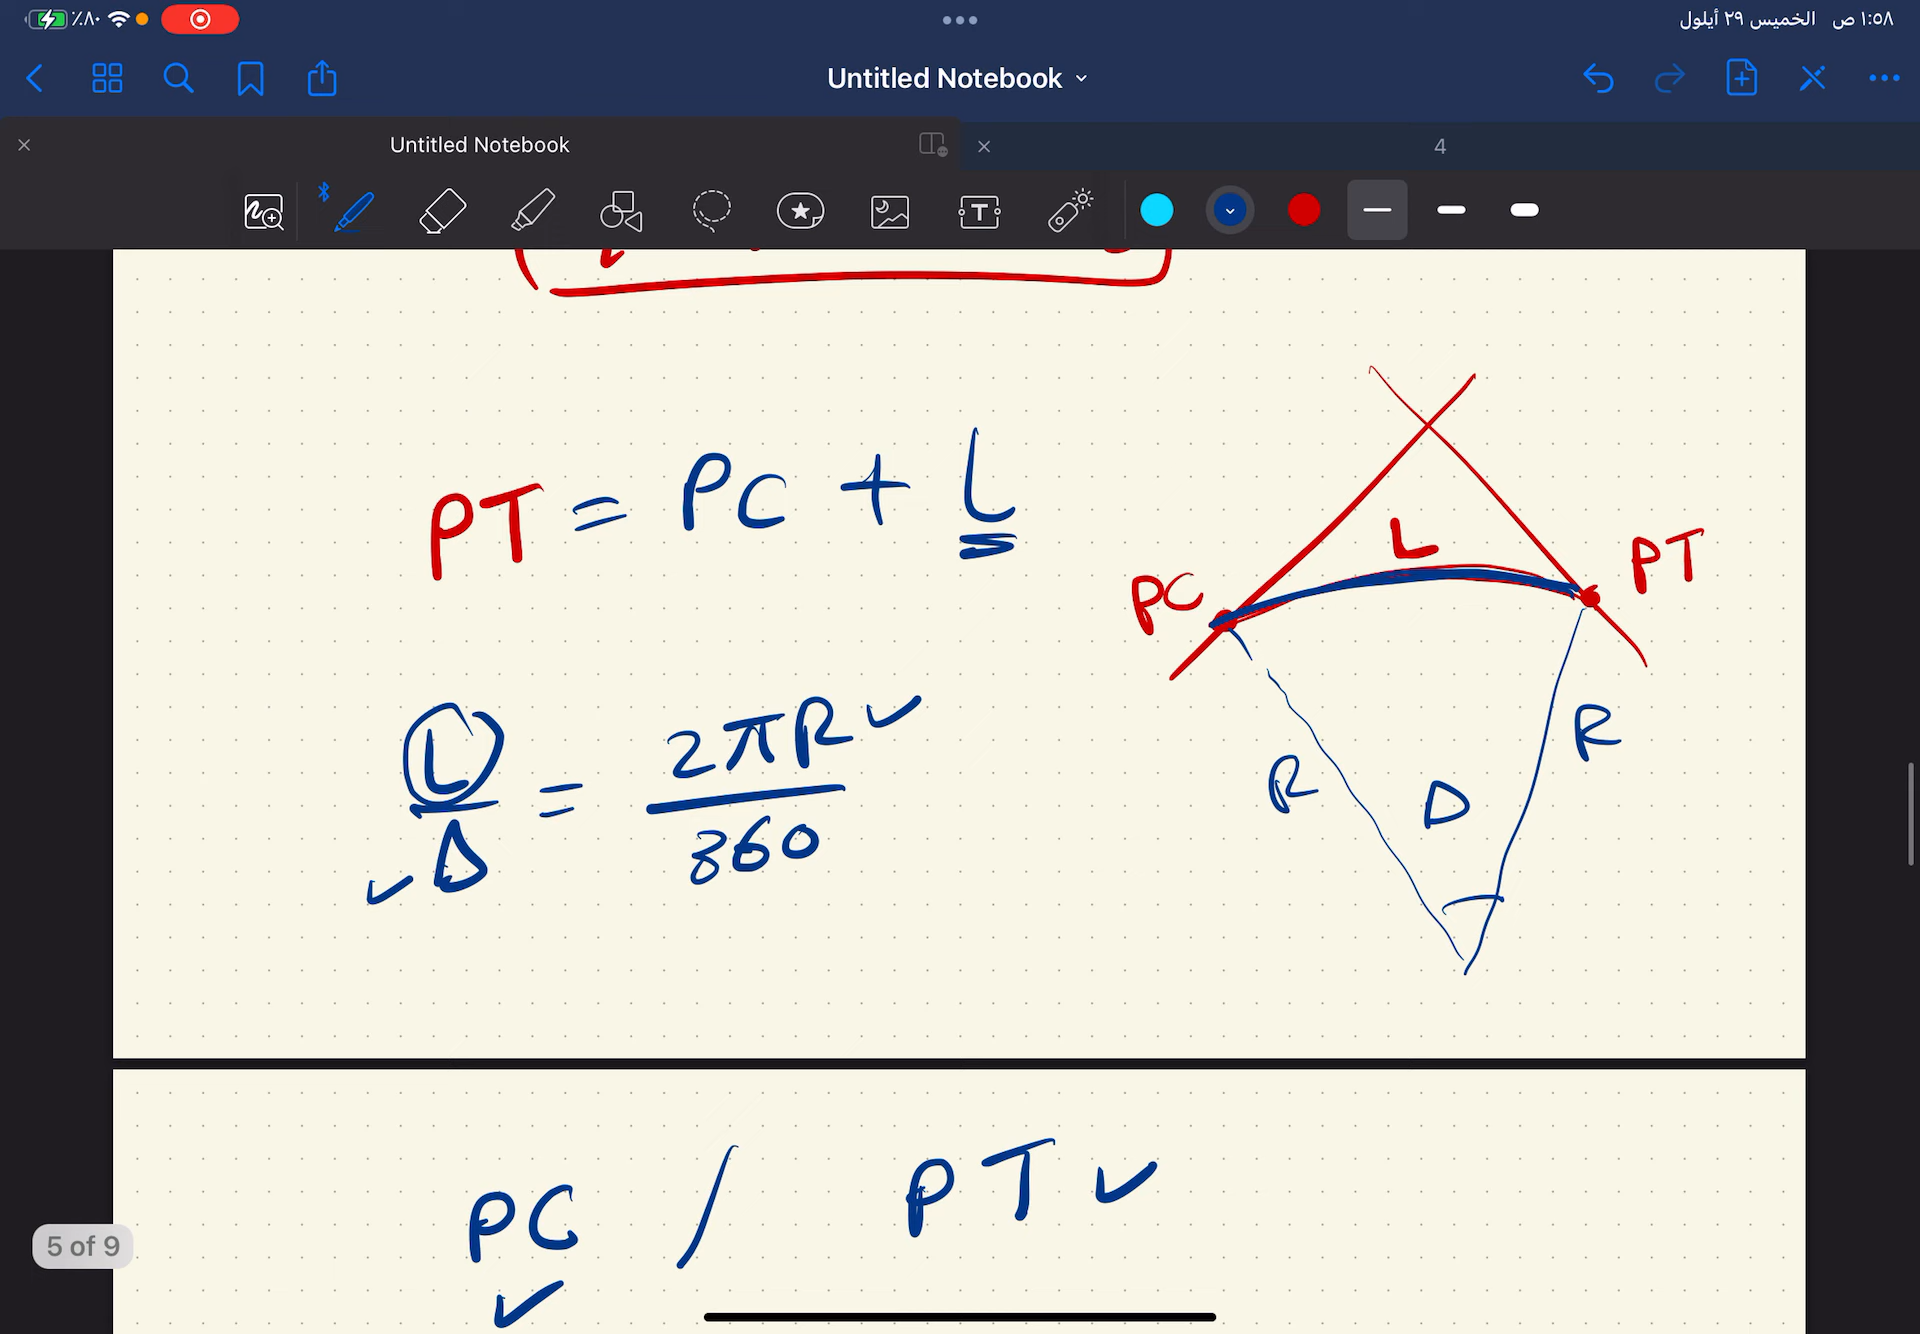 ٪٨٠
١:٥٨ ص الخميس ٢٩ أيلول
Untitled Notebook
Untitled Notebook
4
T
PT = PC + L
L
PC
PT
L/Δ = 2πR/360
R
R
D
PC / PT
5 of 9